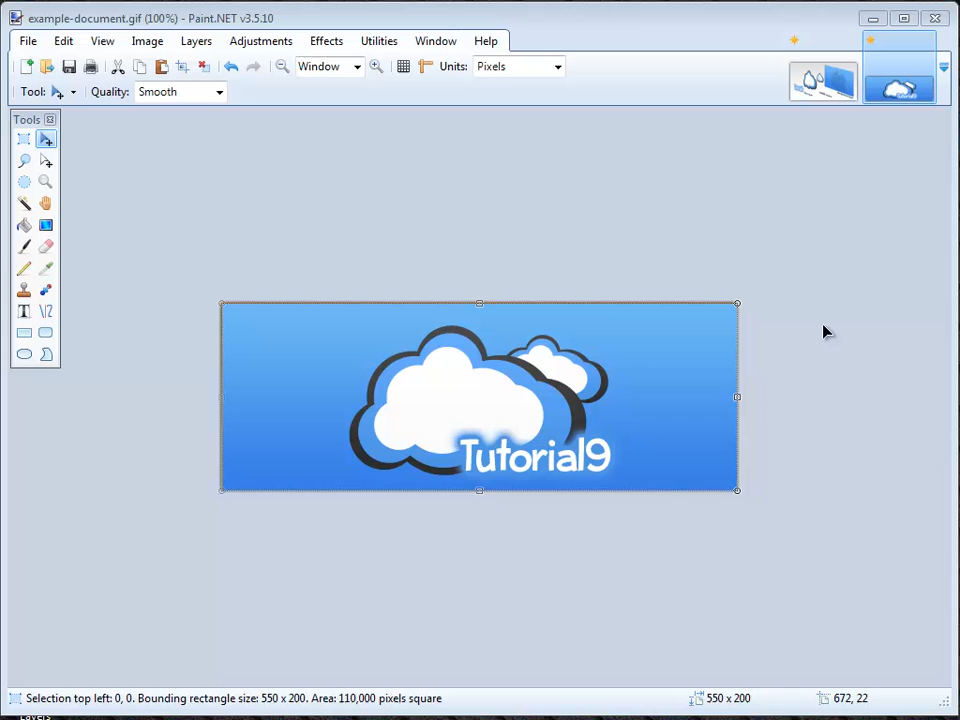 example-document.gif (100%) - Paint.NET v3.5.10
File Edit View Image Layers Adjustments Effects Utilities Window Help
Window Units: Pixels
Tool: Quality: Smooth
Tools
Tutorial9
Selection top left: 0, 0. Bounding rectangle size: 550 x 200. Area: 110,000 pixels square 550 x 200 672, 22
Layers